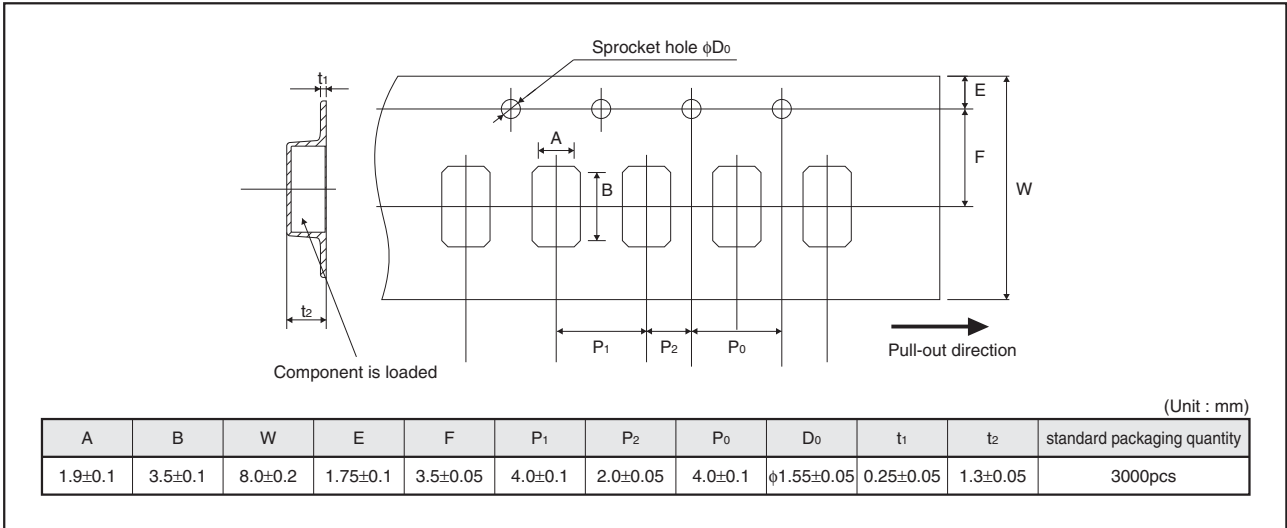 Sprocket hole ϕD0
t1
E
A
F
B
W
t2
P1
P2
P0
Pull-out direction
Component is loaded
(Unit : mm)
A B W E F P1 P2 P0 D0 t1 t2 standard packaging quantity
1.9±0.1 3.5±0.1 8.0±0.2 1.75±0.1 3.5±0.05 4.0±0.1 2.0±0.05 4.0±0.1 ϕ1.55±0.05 0.25±0.05 1.3±0.05 3000pcs